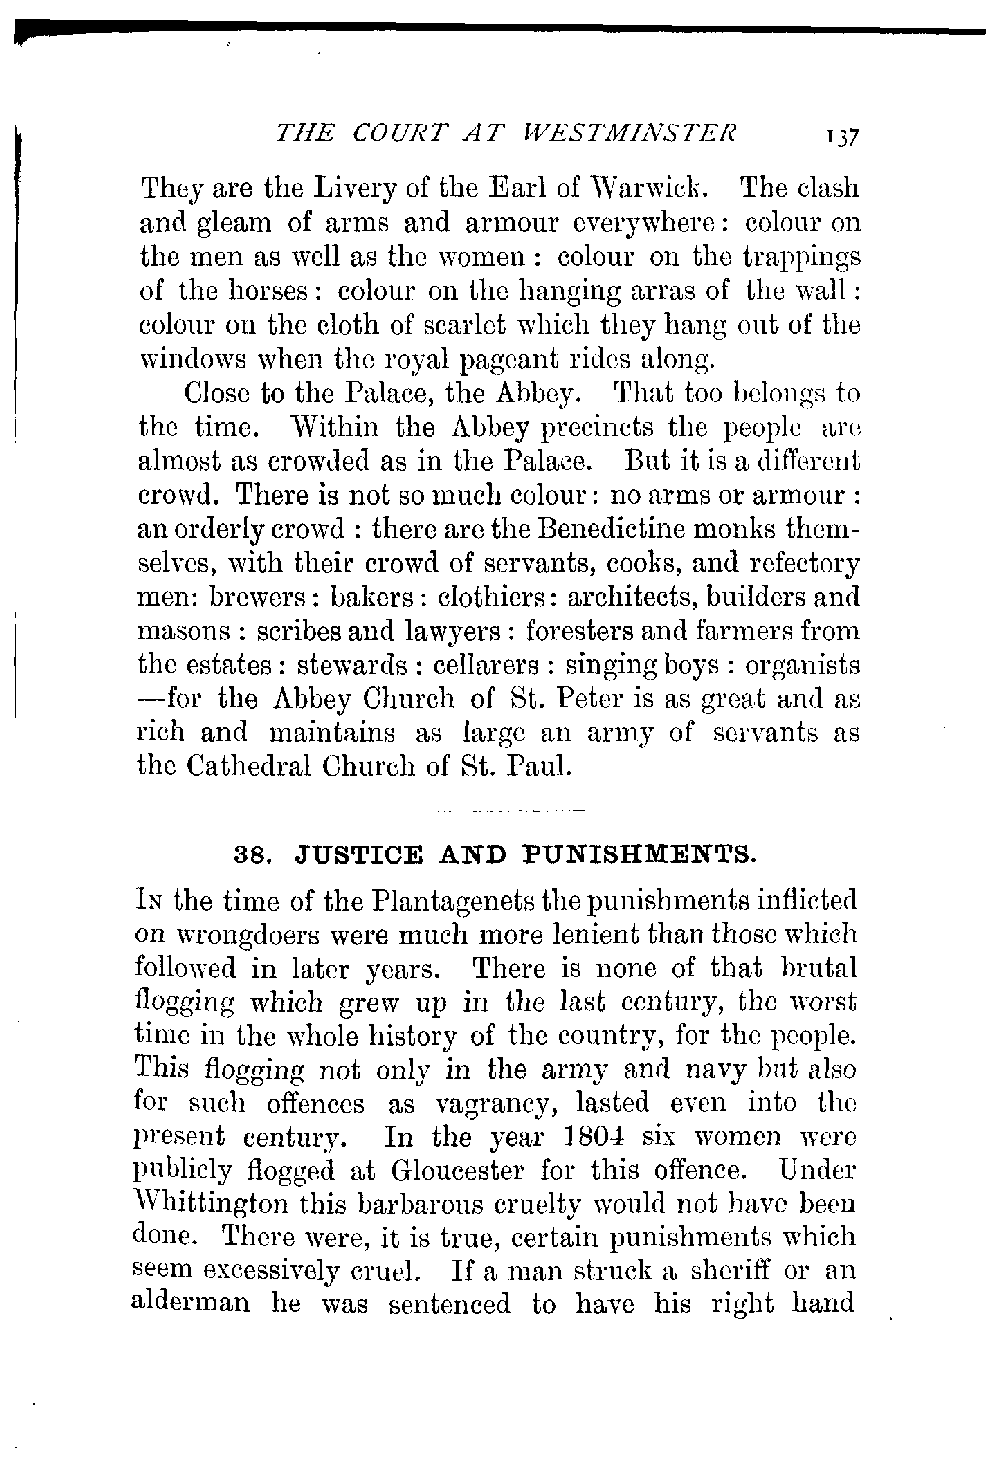 THE COURT AT WESTMINSTER 137
They are the Livery of the Earl of Warwick. The clash
and gleam of arms and armour everywhere: colour on
the men as well as the women : colour on the trappings
of the horses : colour on the hanging arras of the wall :
colour on the cloth of scarlet which they hang out of the
windows when the royal pageant rides along.
Close to the Palace, the Abbey. That too belongs to
the time. Within the Abbey precincts the people are
almost as crowded as in the Palace. But it is a different
crowd. There is not so much colour : no arms or armour :
an orderly crowd : there are the Benedictine monks them-
selves, with their crowd of servants, cooks, and refectory
men: brewers : bakers : clothiers : architects, builders and
masons : scribes and lawyers : foresters and farmers from
the estates : stewards : cellarers : singing boys : organists
—for the Abbey Church of St. Peter is as great and as
rich and maintains as large an army of servants as
the Cathedral Church of St. Paul.
38. JUSTICE AND PUNISHMENTS.
IN the time of the Plantagenets the punishments inflicted
on wrongdoers were much more lenient than those which
followed in later years. There is none of that brutal
flogging which grew up in the last century, the worst
time in the whole history of the country, for the people.
This flogging not only in the army and navy but also
for such offences as vagrancy, lasted even into the
present century. In the year 1804 six women were
publicly flogged at Gloucester for this offence. Under
Whittington this barbarous cruelty would not have been
done. There were, it is true, certain punishments which
seem excessively cruel. If a man struck a sheriff or an
alderman he was sentenced to have his right hand